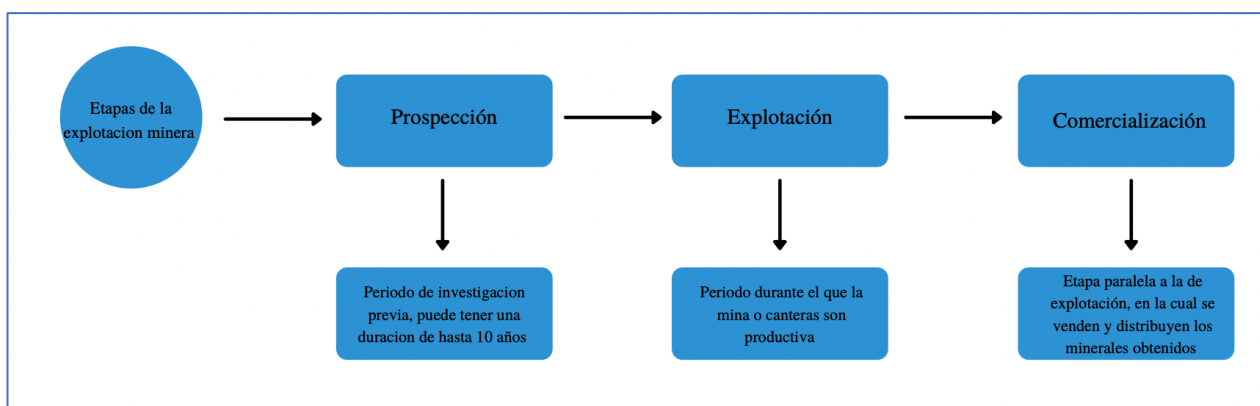 Etapas de la
explotacion minera
Prospección
Explotación
Comercialización
Periodo de investigacion
previa, puede tener una
duracion de hasta 10 años
Periodo durante el que la
mina o canteras son
productiva
Etapa paralela a la de
explotación, en la cual se
venden y distribuyen los
minerales obtenidos